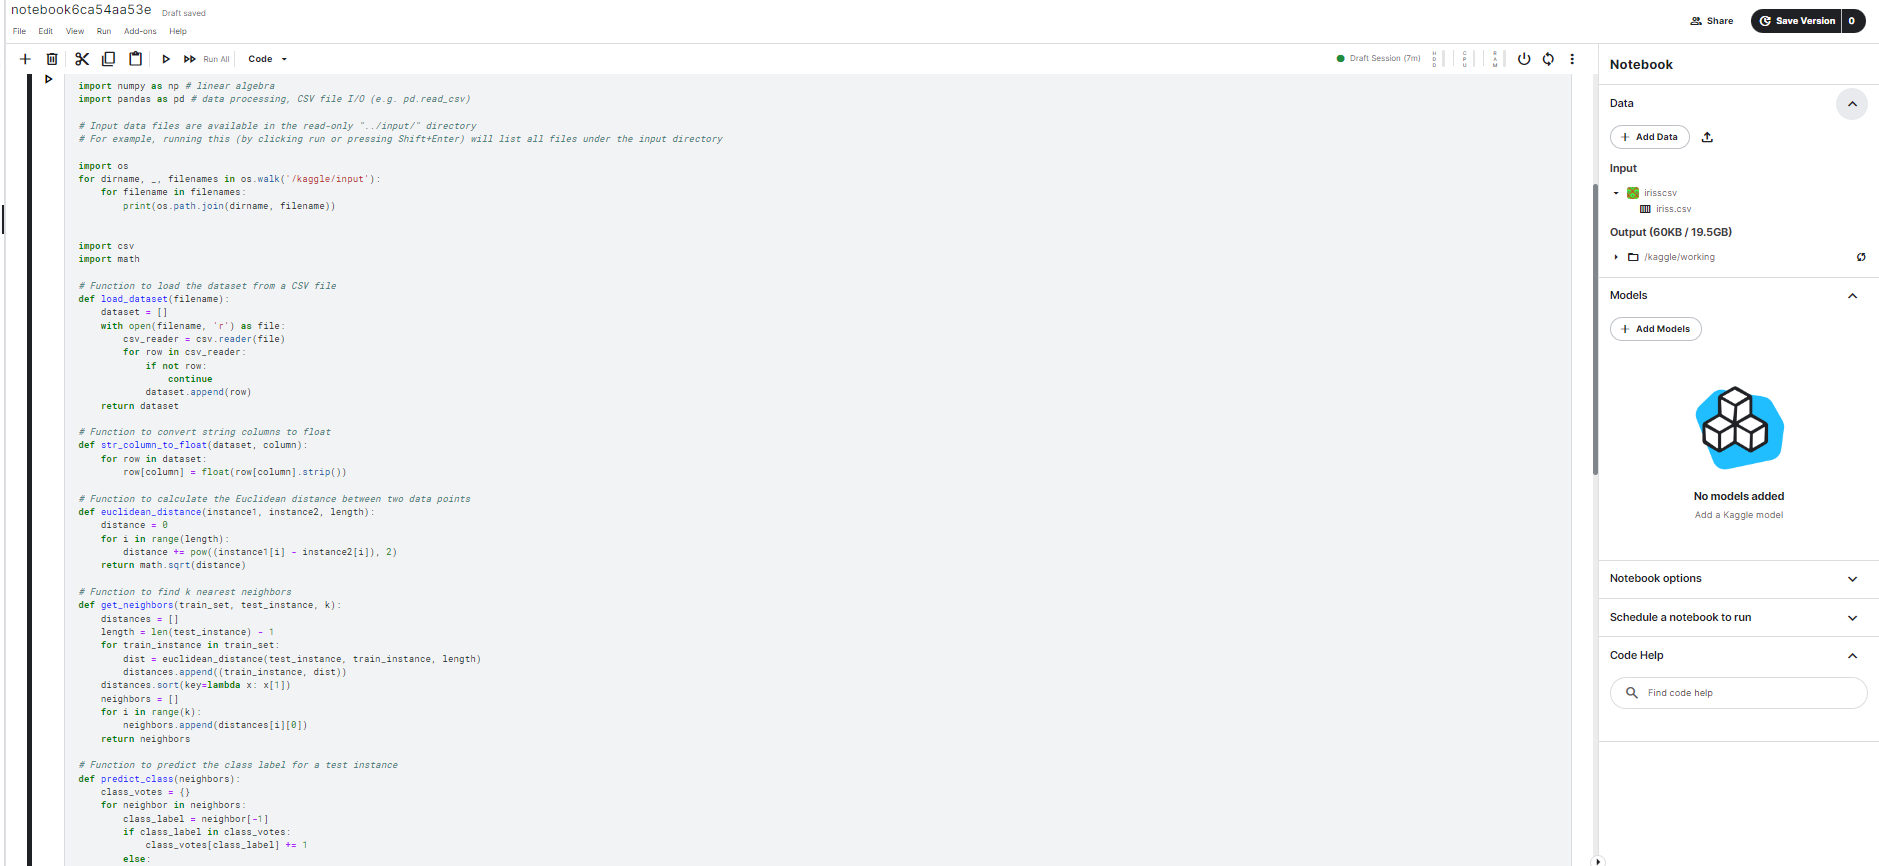 notebook6ca54aa53e Draft saved
File Edit View Run Add-ons Help
Share
Save Version 0
Run All Code
Draft Session (7m) HDD CPU RAM
import numpy as np # linear algebra
import pandas as pd # data processing, CSV file I/O (e.g. pd.read_csv)
# Input data files are available in the read-only "../input/" directory
# For example, running this (by clicking run or pressing Shift+Enter) will list all files under the input directory
import os
for dirname, _, filenames in os.walk('/kaggle/input'):
    for filename in filenames:
        print(os.path.join(dirname, filename))
import csv
import math
# Function to load the dataset from a CSV file
def load_dataset(filename):
    dataset = []
    with open(filename, 'r') as file:
        csv_reader = csv.reader(file)
        for row in csv_reader:
            if not row:
                continue
            dataset.append(row)
    return dataset
# Function to convert string columns to float
def str_column_to_float(dataset, column):
    for row in dataset:
        row[column] = float(row[column].strip())
# Function to calculate the Euclidean distance between two data points
def euclidean_distance(instance1, instance2, length):
    distance = 0
    for i in range(length):
        distance += pow((instance1[i] - instance2[i]), 2)
    return math.sqrt(distance)
# Function to find k nearest neighbors
def get_neighbors(train_set, test_instance, k):
    distances = []
    length = len(test_instance) - 1
    for train_instance in train_set:
        dist = euclidean_distance(test_instance, train_instance, length)
        distances.append((train_instance, dist))
    distances.sort(key=lambda x: x[1])
    neighbors = []
    for i in range(k):
        neighbors.append(distances[i][0])
    return neighbors
# Function to predict the class label for a test instance
def predict_class(neighbors):
    class_votes = {}
    for neighbor in neighbors:
        class_label = neighbor[-1]
        if class_label in class_votes:
            class_votes[class_label] += 1
        else:
Notebook
Data
Add Data
Input
irisscsv
iriss.csv
Output (60KB / 19.5GB)
/kaggle/working
Models
Add Models
No models added
Add a Kaggle model
Notebook options
Schedule a notebook to run
Code Help
Find code help